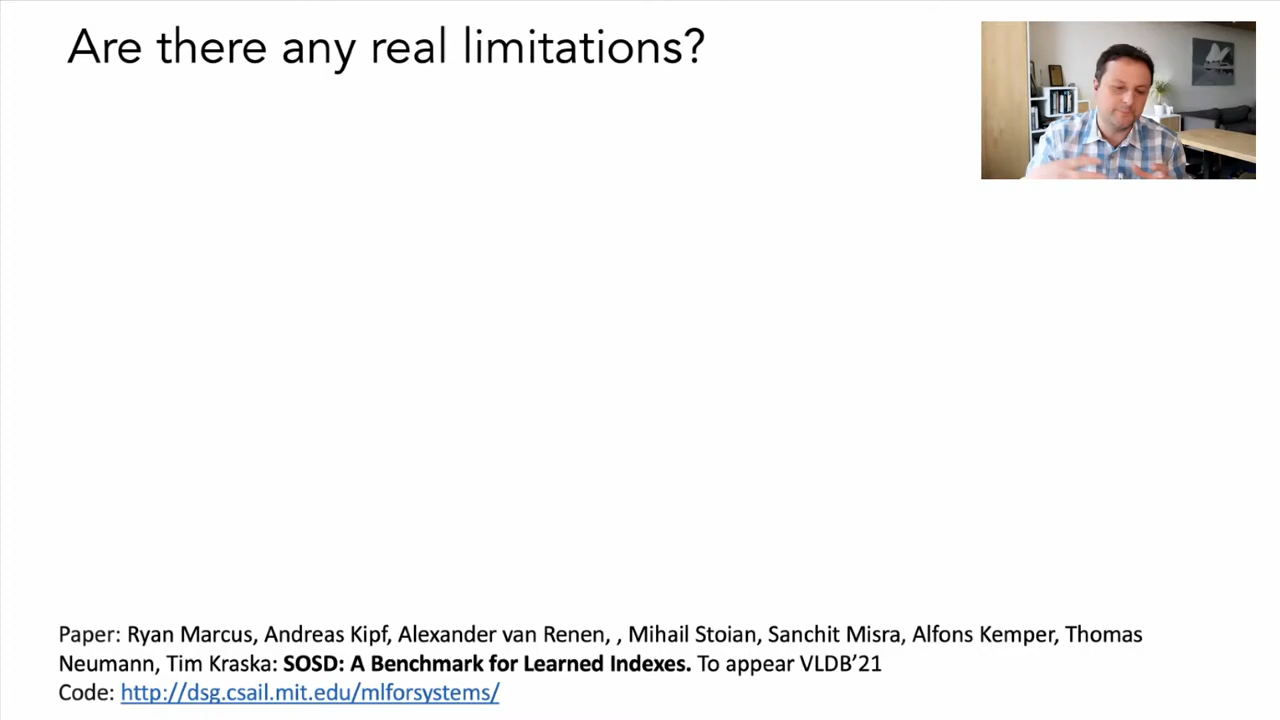 Are there any real limitations?
Paper: Ryan Marcus, Andreas Kipf, Alexander van Renen, , Mihail Stoian, Sanchit Misra, Alfons Kemper, Thomas
Neumann, Tim Kraska: SOSD: A Benchmark for Learned Indexes. To appear VLDB’21
Code: http://dsg.csail.mit.edu/mlforsystems/